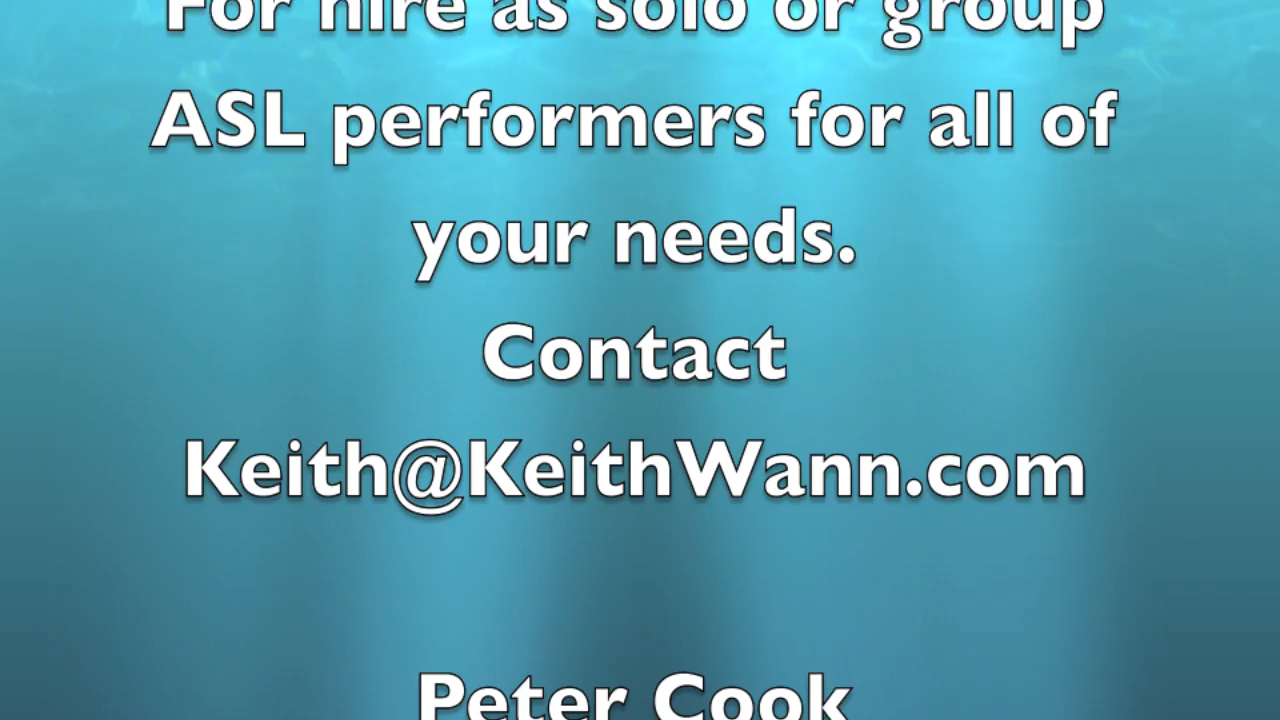 For hire as solo or group
ASL performers for all of
your needs.
Contact
Keith@KeithWann.com
Peter Cook